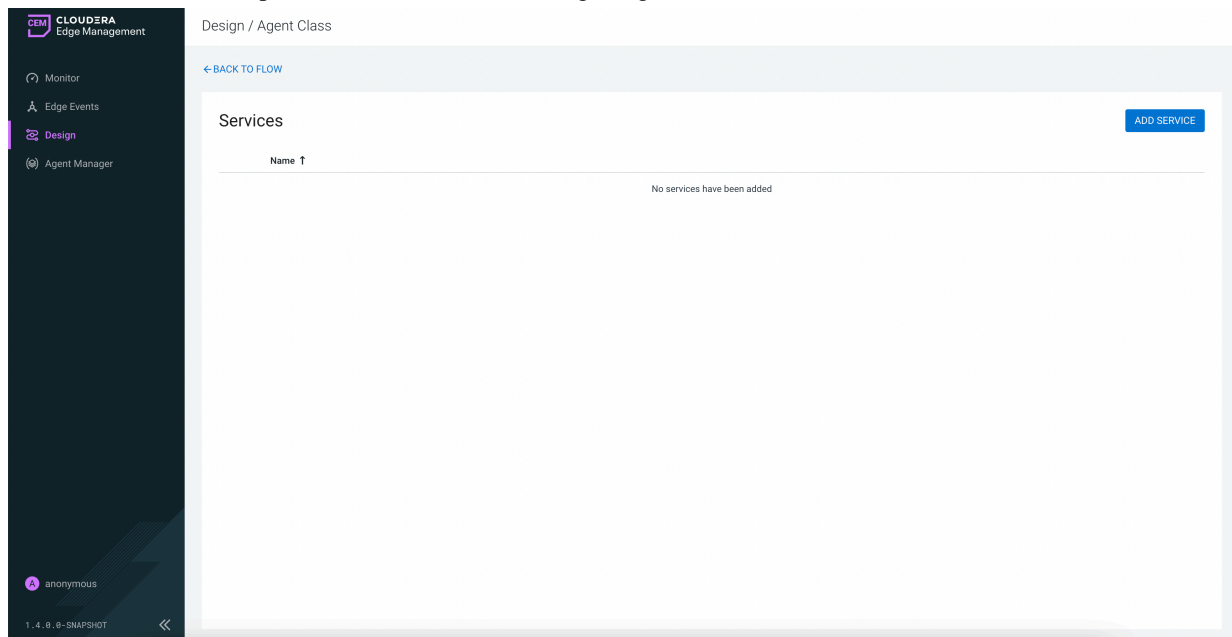 CEM
CLOUDERA
Edge Management
Design / Agent Class
Monitor
Edge Events
Design
Agent Manager
BACK TO FLOW
Services
ADD SERVICE
Name
No services have been added
A
anonymous
1.4.0.0-SNAPSHOT